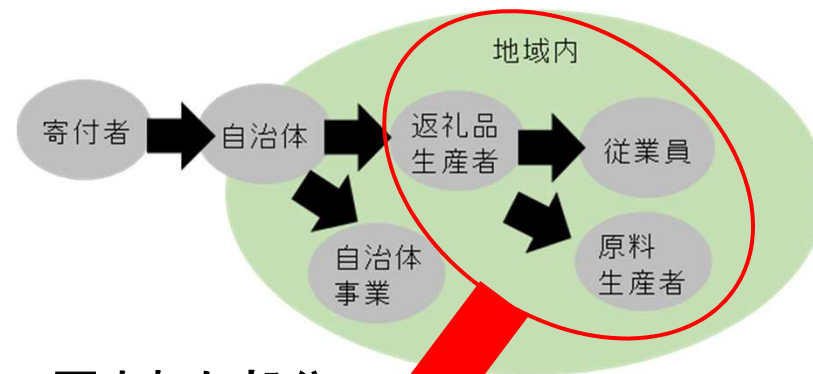 地域内
寄付者
自治体
返礼品
生産者
従業員
自治体
事業
原料
生産者